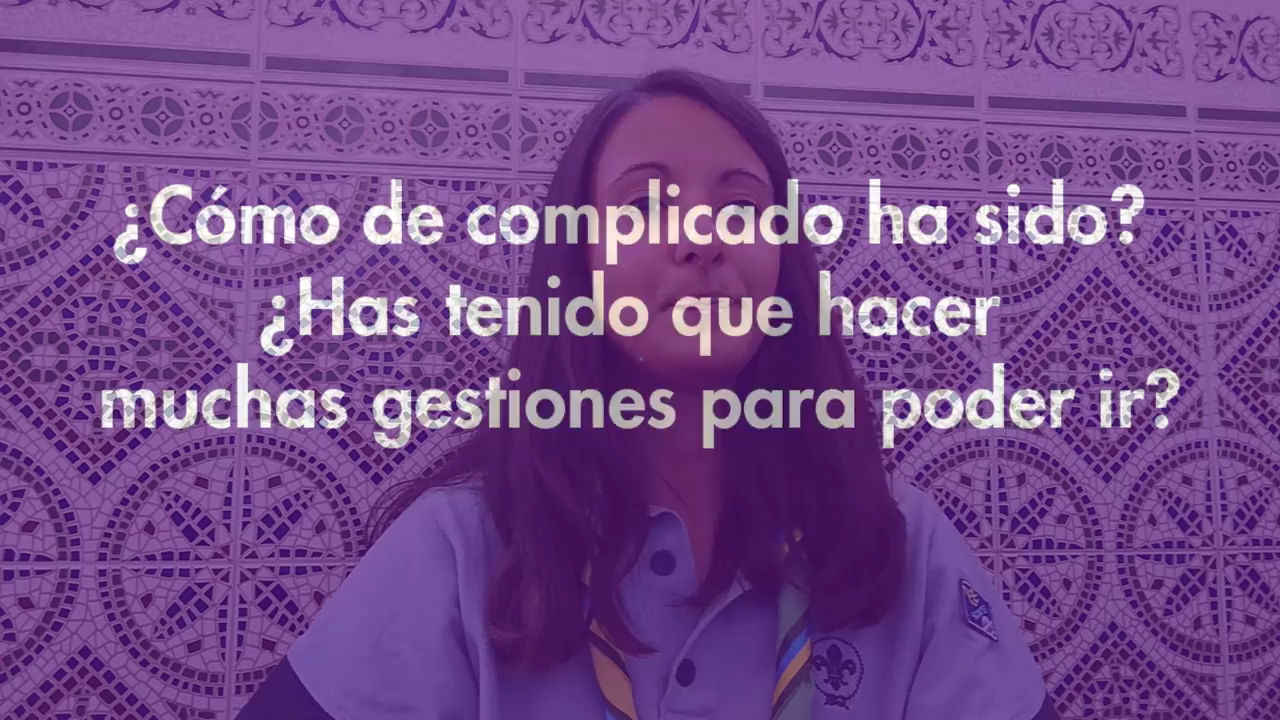 ¿Cómo de complicado ha sido?
¿Has tenido que hacer
muchas gestiones para poder ir?